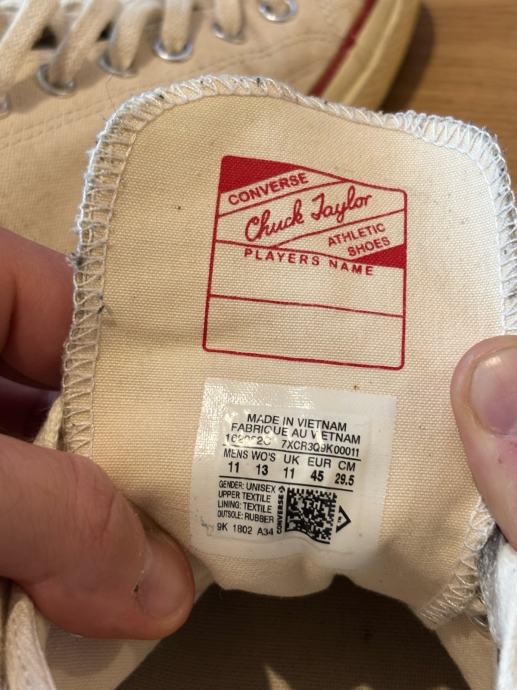 CONVERSE
Chuck Taylor
ATHLETIC
SHOES
PLAYERS NAME
MADE IN VIETNAM
FABRIQUE AU VIETNAM
7XCR3Q9K00011
MENS WO'S UK EUR CM
11 13 11 45 29.5
GENDER: UNISEX
UPPER TEXTILE
LINING: TEXTILE
OUTSOLE: RUBBER
CONVERSE
9K 1802 A34